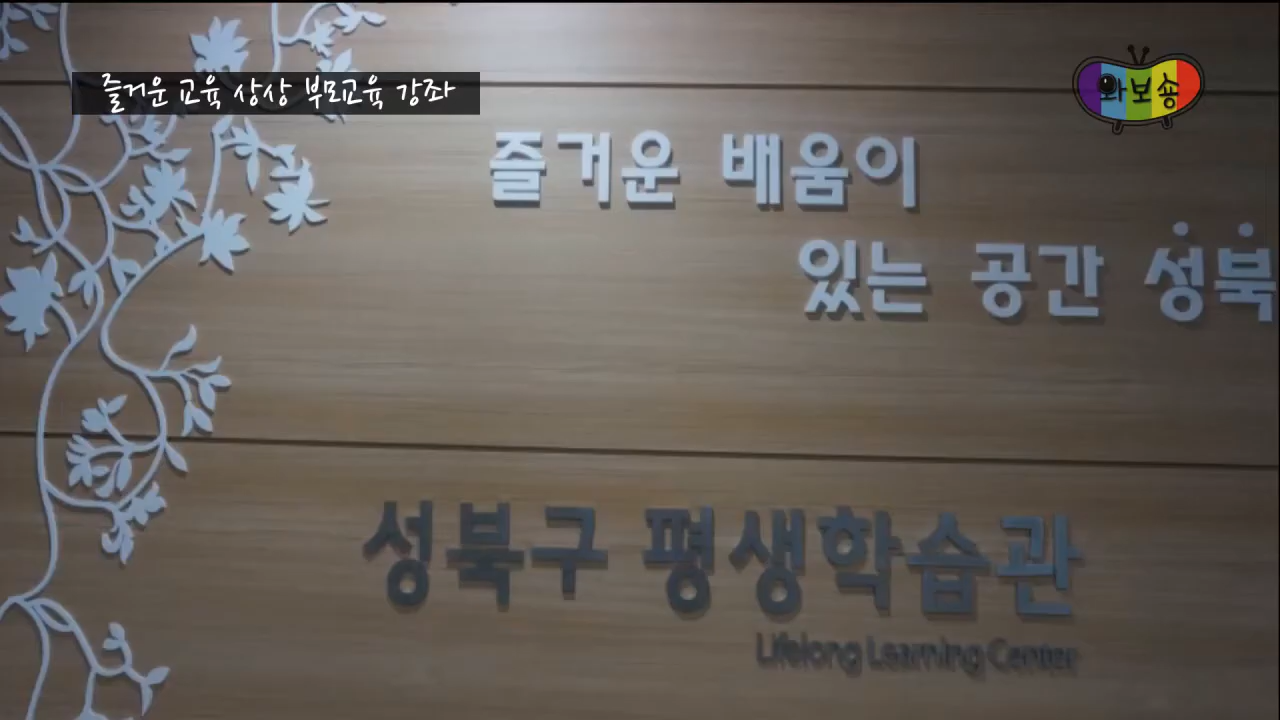 즐거운 교육 상상 부모교육 강좌
와보숑
즐거운 배움이
있는 공간 성북
성북구 평생학습관
Lifelong Learning Center